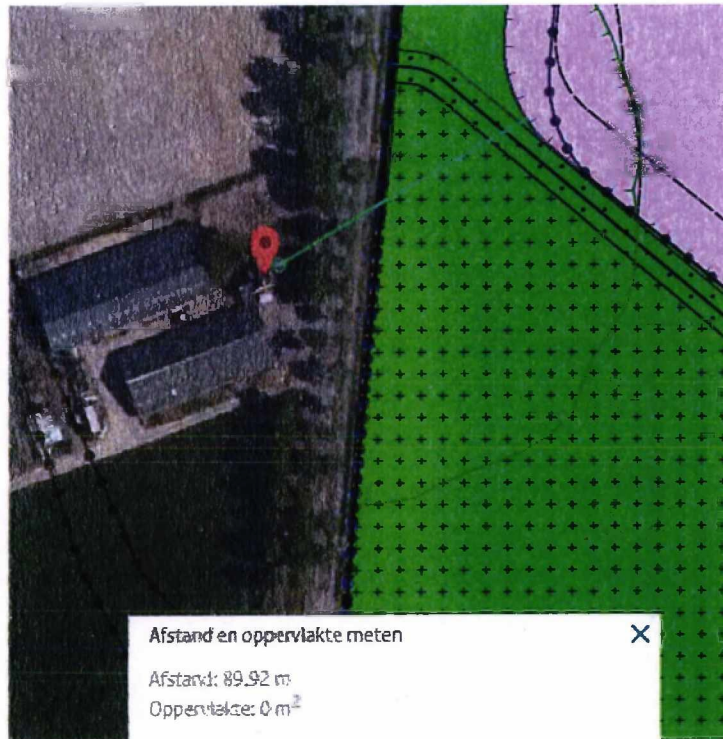 Afstand en oppervlakte meten
Afstand: 89.92 m
Oppervlakte: 0 m²